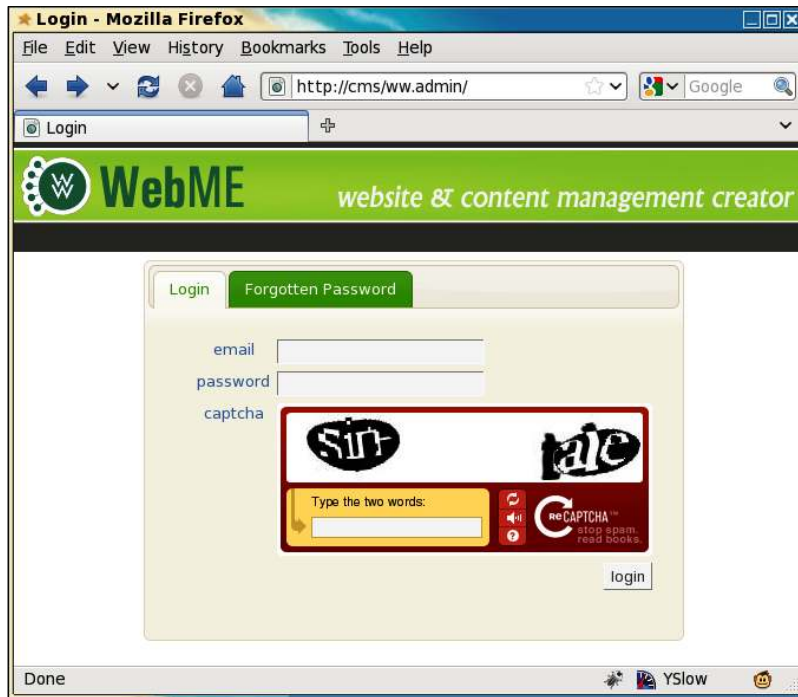 Login - Mozilla Firefox
File Edit View History Bookmarks Tools Help
http://cms/ww.admin/ Google
Login
WW WebME website & content management creator
Login Forgotten Password
email
password
captcha
Type the two words:
reCAPTCHA™
stop spam.
read books.
login
Done YSlow